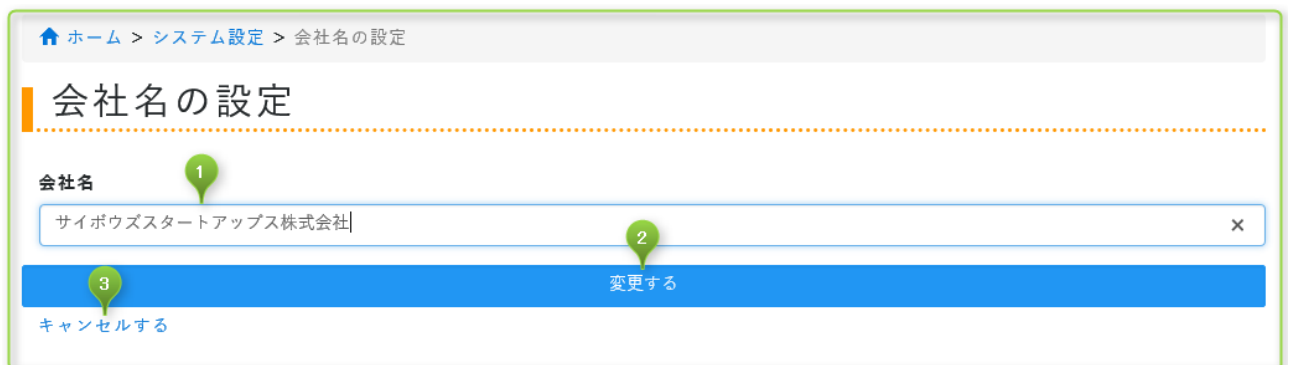 ホーム > システム設定 > 会社名の設定
会社名の設定
1
会社名
サイボウズスタートアップス株式会社 ×
2
変更する
3
キャンセルする